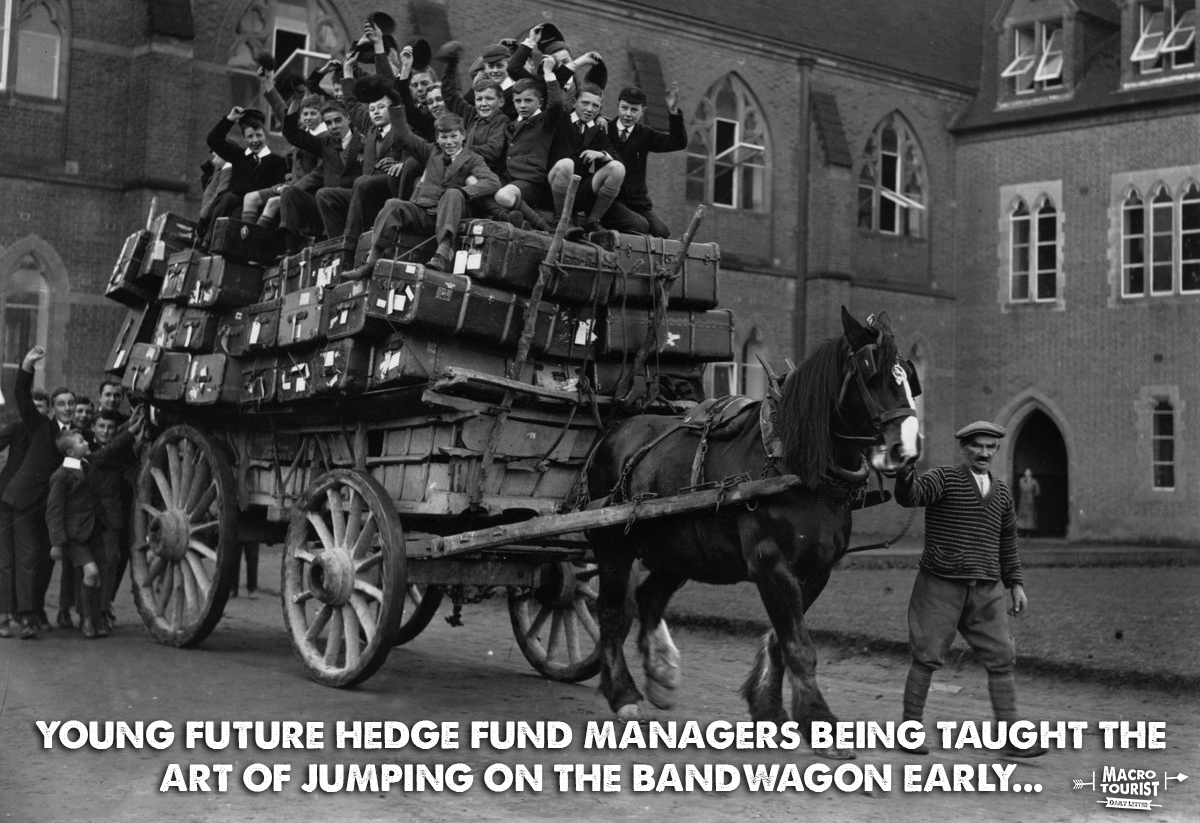 YOUNG FUTURE HEDGE FUND MANAGERS BEING TAUGHT THE
ART OF JUMPING ON THE BANDWAGON EARLY...
MACRO
TOURIST
DAILY LETTER